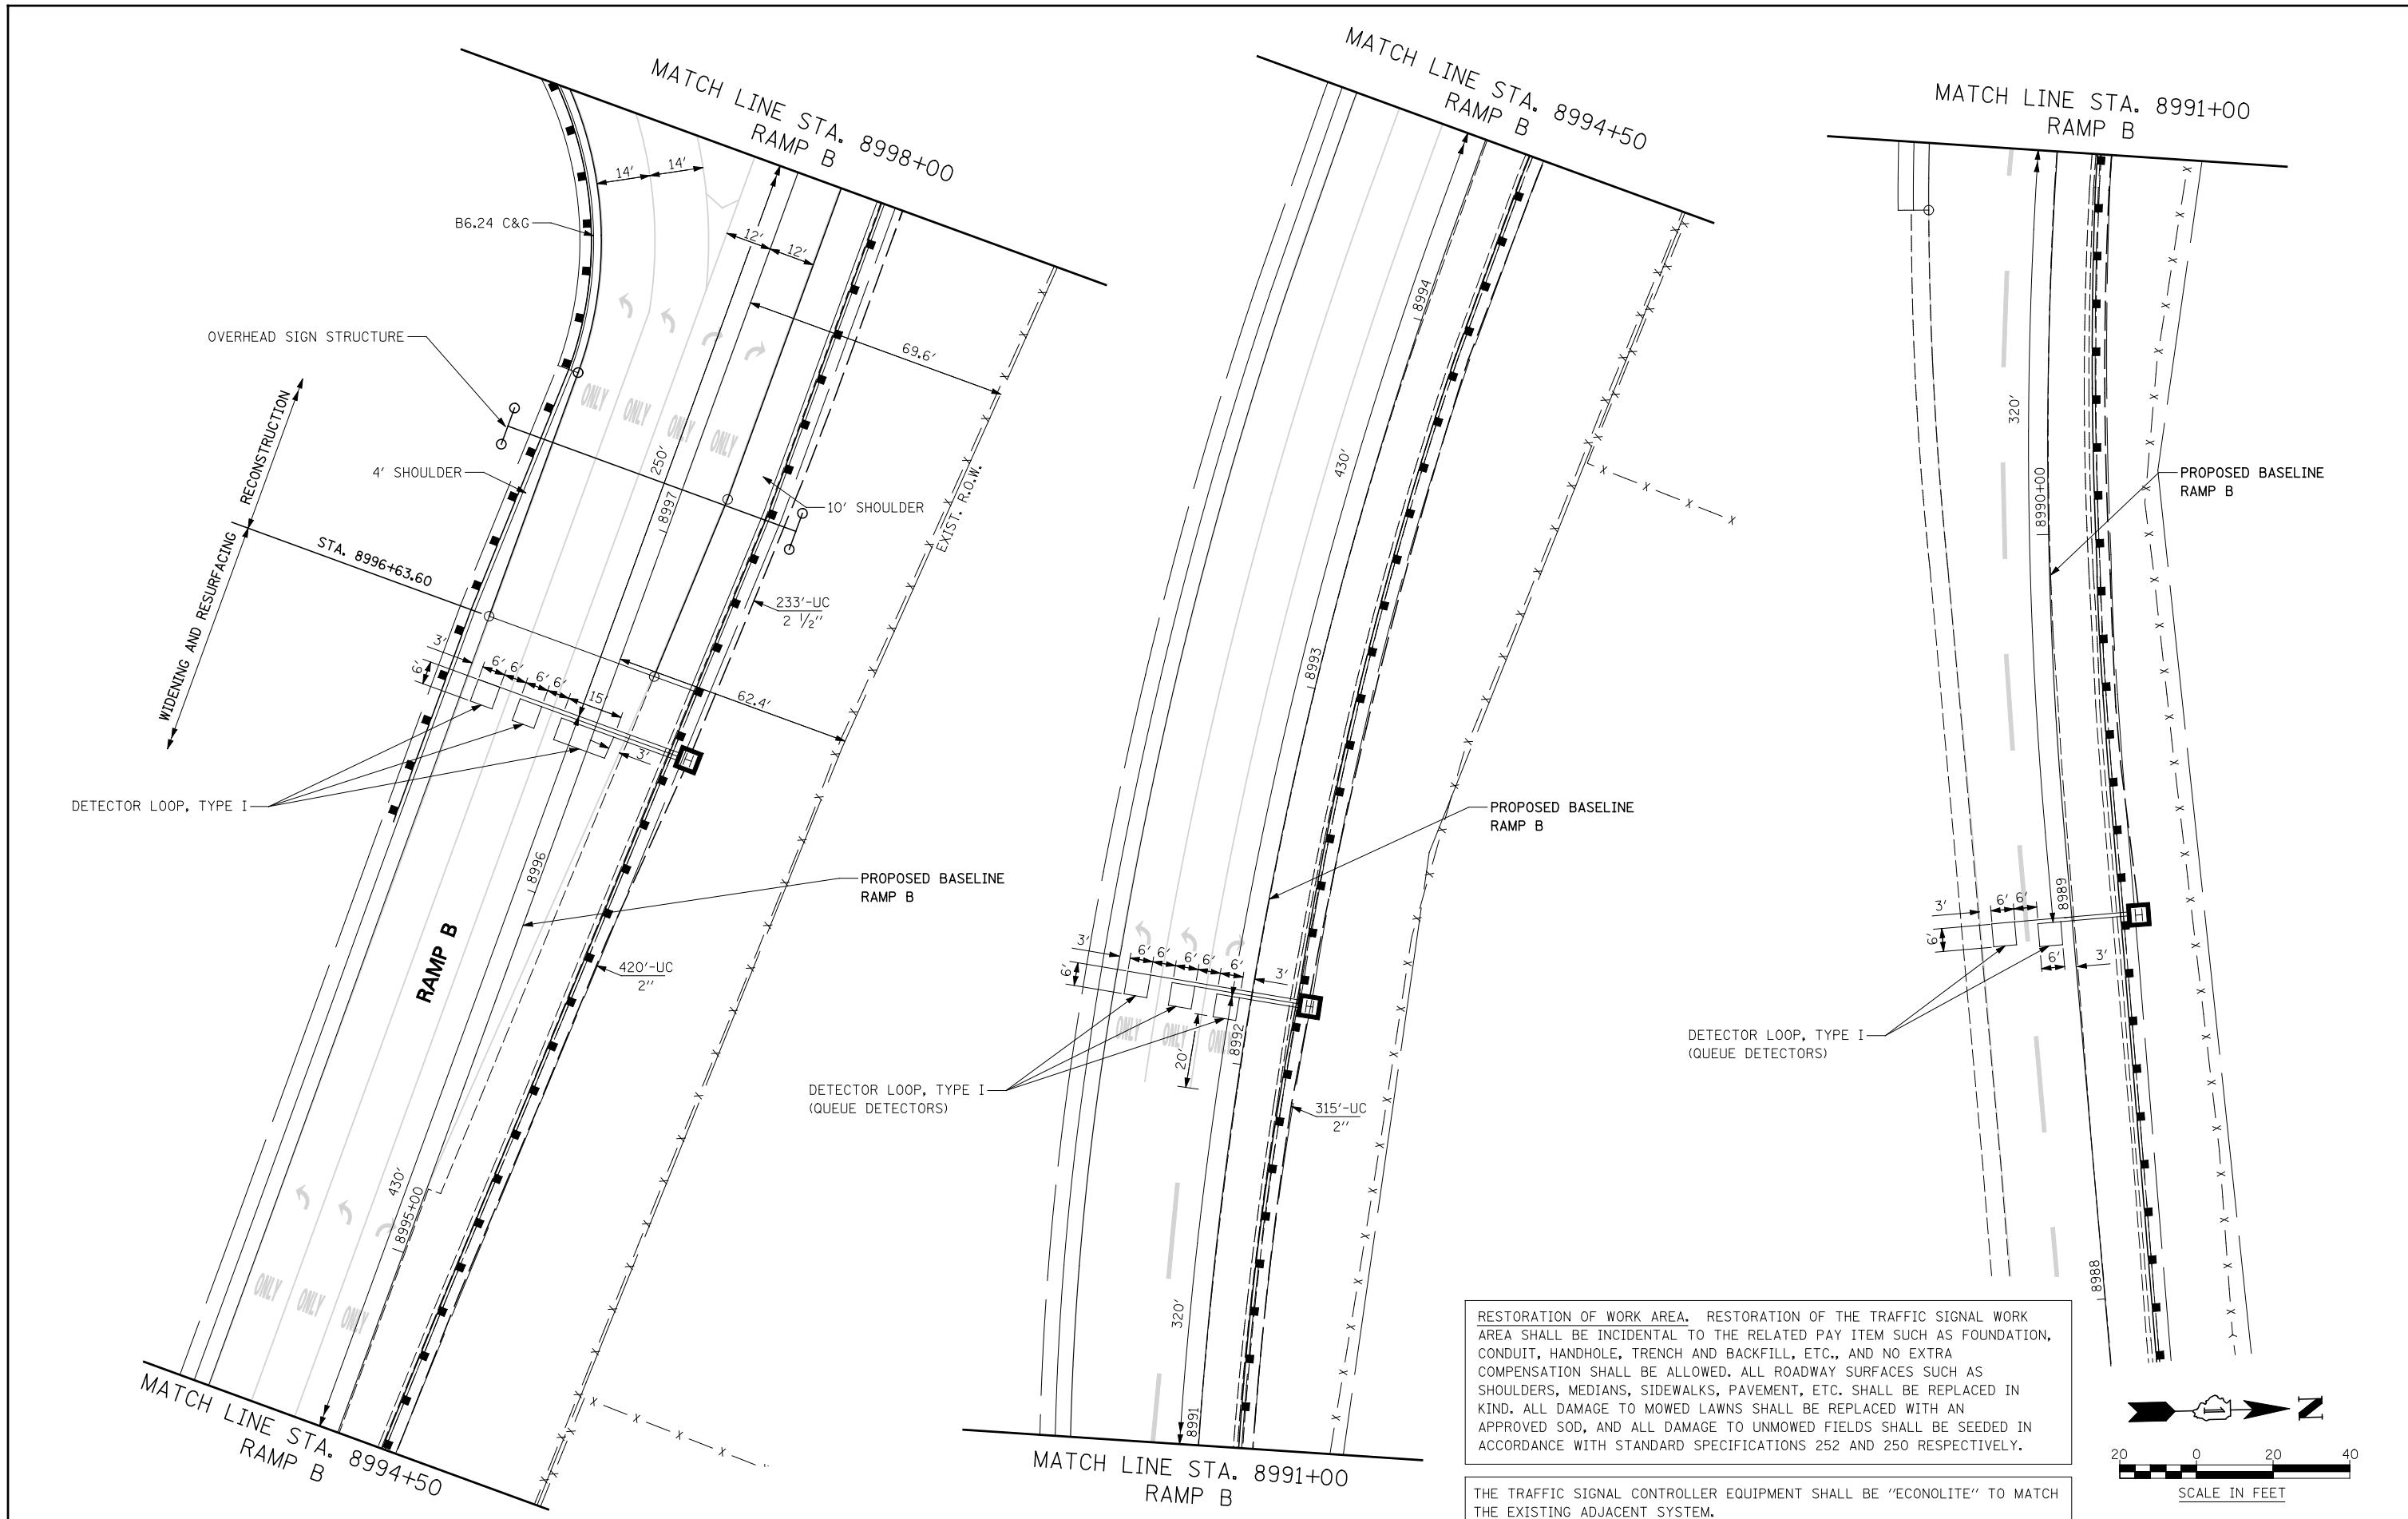 MATCH LINE STA. 8998+00
RAMP B
14'
14'
B6.24 C&G
12'
12'
OVERHEAD SIGN STRUCTURE
69.6'
RECONSTRUCTION
ONLY
ONLY
ONLY
ONLY
4' SHOULDER
250'
8997
10' SHOULDER
EXIST. R.O.W.
WIDENING AND RESURFACING
STA. 8996+63.60
233'-UC
2 1/2"
3'
6'
6'
6'
6'
6'
15'
62.4'
3'
H
DETECTOR LOOP, TYPE I
8996
PROPOSED BASELINE
RAMP B
RAMP B
420'-UC
2"
430'
8995+00
ONLY
ONLY
ONLY
MATCH LINE STA. 8994+50
RAMP B
MATCH LINE STA. 8994+50
RAMP B
8994
430'
8993
PROPOSED BASELINE
RAMP B
3'
6'
6'
6'
6'
6'
6'
3'
H
ONLY
ONLY
ONLY
8992
20'
DETECTOR LOOP, TYPE I
(QUEUE DETECTORS)
315'-UC
2"
320'
8991
MATCH LINE STA. 8991+00
RAMP B
MATCH LINE STA. 8991+00
RAMP B
320'
PROPOSED BASELINE
RAMP B
8990+00
8989
3'
6'
6'
6'
6'
3'
H
DETECTOR LOOP, TYPE I
(QUEUE DETECTORS)
8988
RESTORATION OF WORK AREA. RESTORATION OF THE TRAFFIC SIGNAL WORK
AREA SHALL BE INCIDENTAL TO THE RELATED PAY ITEM SUCH AS FOUNDATION,
CONDUIT, HANDHOLE, TRENCH AND BACKFILL, ETC., AND NO EXTRA
COMPENSATION SHALL BE ALLOWED. ALL ROADWAY SURFACES SUCH AS
SHOULDERS, MEDIANS, SIDEWALKS, PAVEMENT, ETC. SHALL BE REPLACED IN
KIND. ALL DAMAGE TO MOWED LAWNS SHALL BE REPLACED WITH AN
APPROVED SOD, AND ALL DAMAGE TO UNMOWED FIELDS SHALL BE SEEDED IN
ACCORDANCE WITH STANDARD SPECIFICATIONS 252 AND 250 RESPECTIVELY.
THE TRAFFIC SIGNAL CONTROLLER EQUIPMENT SHALL BE "ECONOLITE" TO MATCH
THE EXISTING ADJACENT SYSTEM.
N
20 0 20 40
SCALE IN FEET